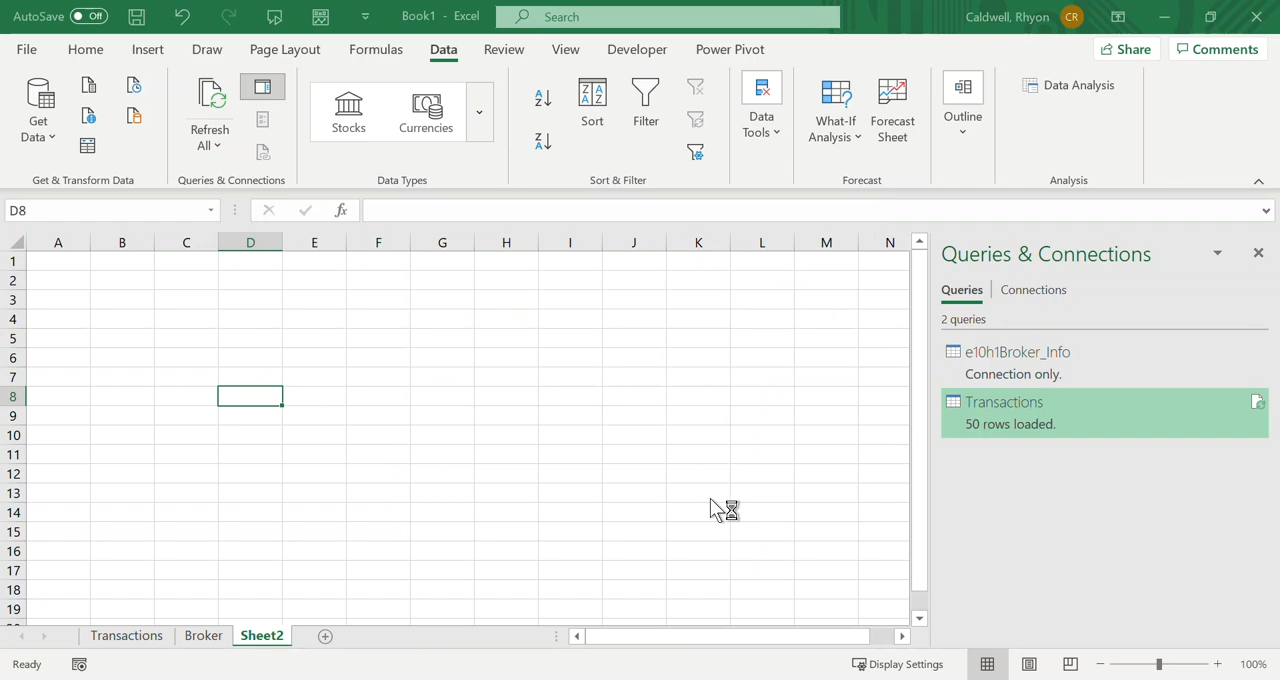 AutoSave Off Book1 - Excel Search Caldwell, Rhyon CR
File Home Insert Draw Page Layout Formulas Data Review View Developer Power Pivot Share Comments
Get Data Refresh All Stocks Currencies Sort Filter Data Tools What-If Analysis Forecast Sheet Outline Data Analysis
Get & Transform Data Queries & Connections Data Types Sort & Filter Forecast Analysis
D8 fx
A B C D E F G H I J K L M N
1
2
3
4
5
6
7
8
9
10
11
12
13
14
15
16
17
18
19
Queries & Connections
Queries Connections
2 queries
e10h1Broker_Info
Connection only.
Transactions
50 rows loaded.
Transactions Broker Sheet2
Ready Display Settings 100%